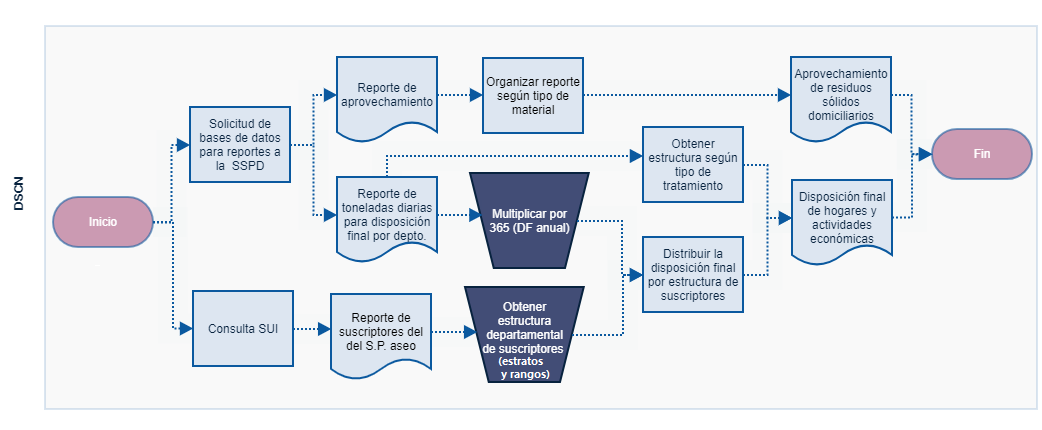 DSCN
Inicio
Solicitud de
bases de datos
para reportes a
la SSPD
Reporte de
aprovechamiento
Organizar reporte
según tipo de
material
Aprovechamiento
de residuos
sólidos
domiciliarios
Fin
Reporte de
toneladas diarias
para disposición
final por depto.
Multiplicar por
365 (DF anual)
Obtener
estructura según
tipo de
tratamiento
Disposición final
de hogares y
actividades
económicas
Distribuir la
disposición final
por estructura de
suscriptores
Consulta SUI
Reporte de
suscriptores del
del S.P. aseo
Obtener
estructura
departamental
de suscriptores
(estratos
y rangos)